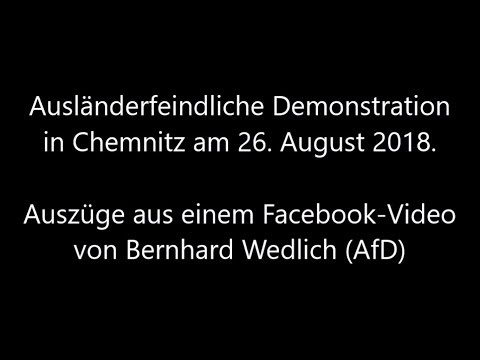 Ausländerfeindliche Demonstration
in Chemnitz am 26. August 2018.
Auszüge aus einem Facebook-Video
von Bernhard Wedlich (AfD)